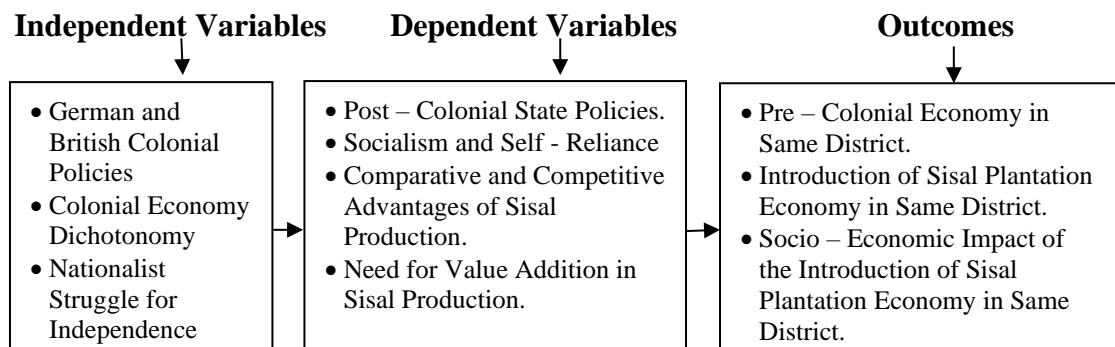 Independent Variables
Dependent Variables
Outcomes
• German and
British Colonial
Policies
• Colonial Economy
Dichotonomy
• Nationalist
Struggle for
Independence
• Post – Colonial State Policies.
• Socialism and Self - Reliance
• Comparative and Competitive
Advantages of Sisal
Production.
• Need for Value Addition in
Sisal Production.
• Pre – Colonial Economy in
Same District.
• Introduction of Sisal Plantation
Economy in Same District.
• Socio – Economic Impact of
the Introduction of Sisal
Plantation Economy in Same
District.